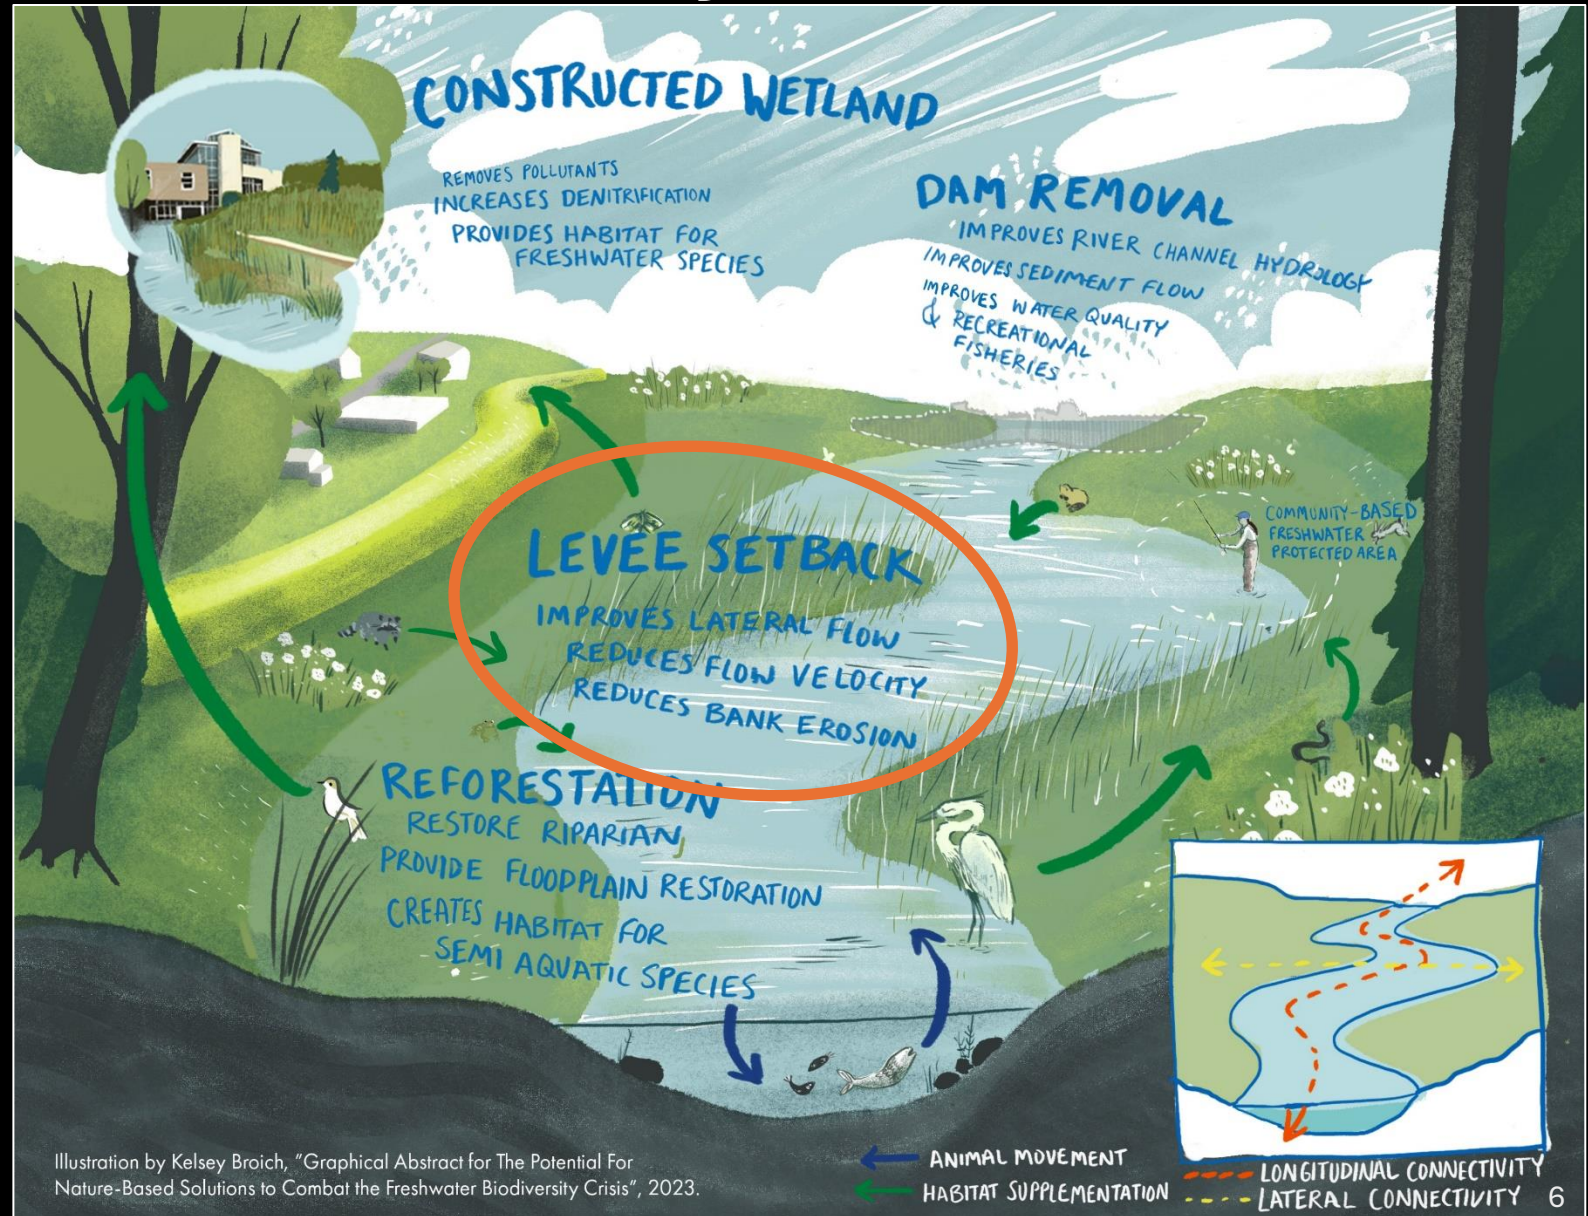 CONSTRUCTED WETLAND
REMOVES POLLUTANTS
INCREASES DENITRIFICATION
PROVIDES HABITAT FOR
FRESHWATER SPECIES
DAM REMOVAL
IMPROVES RIVER CHANNEL HYDROLOGY
IMPROVES SEDIMENT FLOW
IMPROVES WATER QUALITY
& RECREATIONAL
FISHERIES
COMMUNITY-BASED
FRESHWATER
PROTECTED AREA
LEVEE SETBACK
IMPROVES LATERAL FLOW
REDUCES FLOW VELOCITY
REDUCES BANK EROSION
REFORESTATION
RESTORE RIPARIAN,
PROVIDE FLOODPLAIN RESTORATION
CREATES HABITAT FOR
SEMI AQUATIC SPECIES
Illustration by Kelsey Broich, "Graphical Abstract for The Potential For
Nature-Based Solutions to Combat the Freshwater Biodiversity Crisis", 2023.
ANIMAL MOVEMENT
HABITAT SUPPLEMENTATION
LONGITUDINAL CONNECTIVITY
LATERAL CONNECTIVITY
6